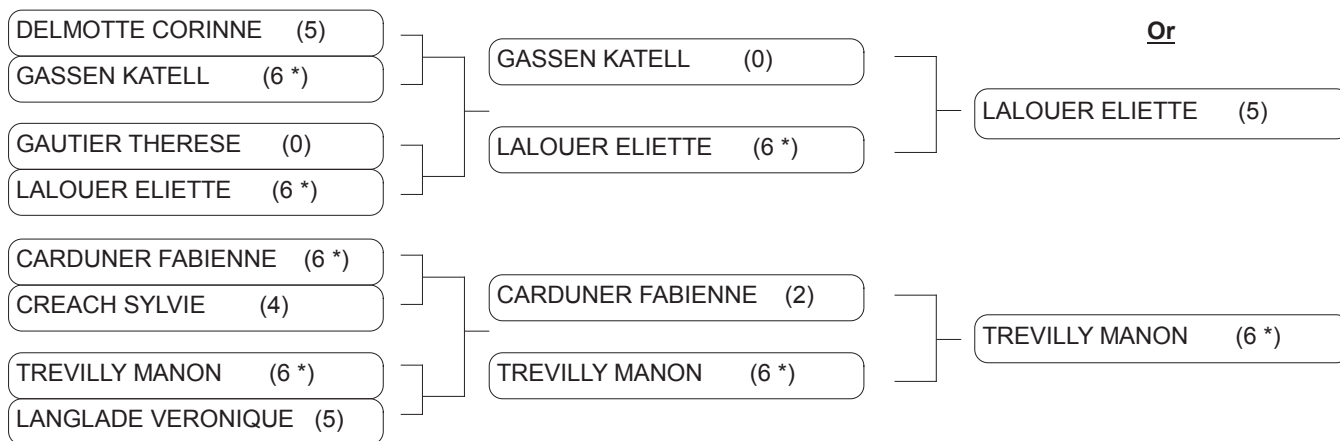 DELMOTTE CORINNE (5)
GASSEN KATELL (6 *)
GAUTIER THERESE (0)
LALOUER ELIETTE (6 *)
CARDUNER FABIENNE (6 *)
CREACH SYLVIE (4)
TREVILLY MANON (6 *)
LANGLADE VERONIQUE (5)
GASSEN KATELL (0)
LALOUER ELIETTE (6 *)
CARDUNER FABIENNE (2)
TREVILLY MANON (6 *)
Or
LALOUER ELIETTE (5)
TREVILLY MANON (6 *)